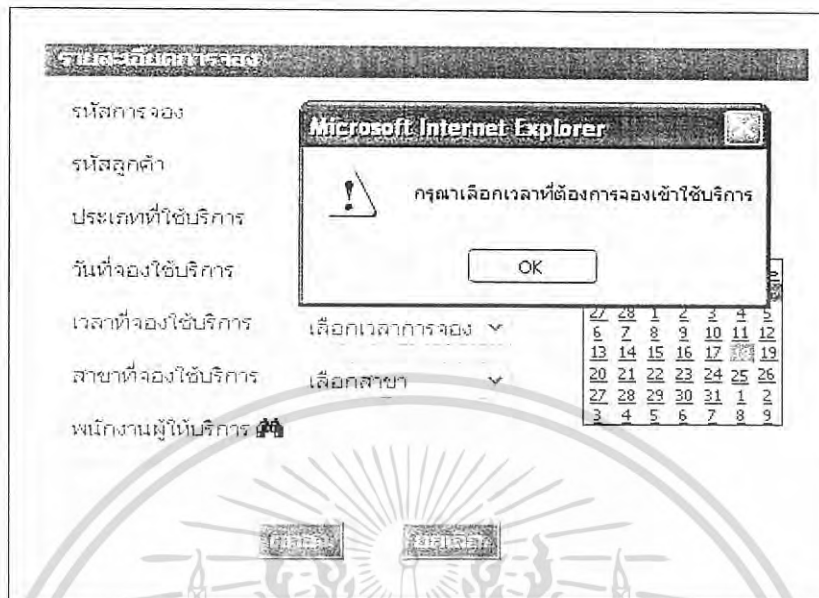 รายละเอียดการจอง
รหัสการจอง
Microsoft Internet Explorer
รหัสลูกค้า
กรุณาเลือกเวลาที่ต้องการจองเข้าใช้บริการ
ประเภทที่ใช้บริการ
OK
วันที่จองใช้บริการ
เวลาที่จองใช้บริการ เลือกเวลาการจอง
สาขาที่จองใช้บริการ เลือกสาขา
พนักงานผู้ให้บริการ
27 28 1 2 3 4 5
6 7 8 9 10 11 12
13 14 15 16 17 18 19
20 21 22 23 24 25 26
27 28 29 30 31 1 2
3 4 5 6 7 8 9
ยกเลิก